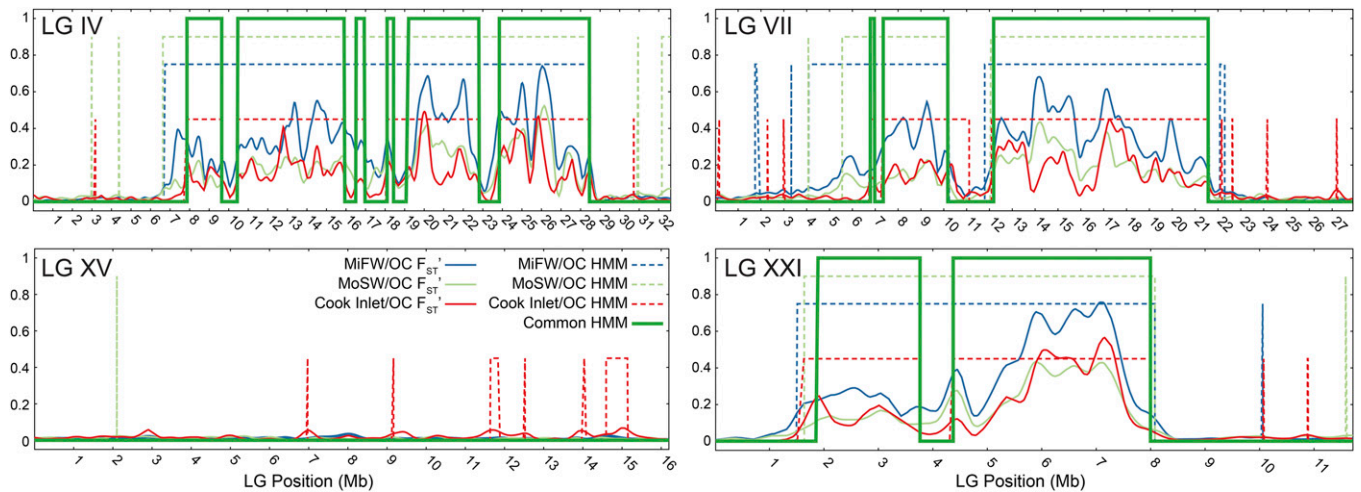 LG IV
1
0.8
0.6
0.4
0.2
0
1 2 3 4 5 6 7 8 9 10 11 12 13 14 15 16 17 18 19 20 21 22 23 24 25 26 27 28 29 30 31 32
LG VII
1
0.8
0.6
0.4
0.2
0
1 2 3 4 5 6 7 8 9 10 11 12 13 14 15 16 17 18 19 20 21 22 23 24 25 26 27
LG XV
1
0.8
0.6
0.4
0.2
0
MiFW/OC FST'
MoSW/OC FST'
Cook Inlet/OC FST'
MiFW/OC HMM
MoSW/OC HMM
Cook Inlet/OC HMM
Common HMM
1 2 3 4 5 6 7 8 9 10 11 12 13 14 15 16
LG Position (Mb)
LG XXI
1
0.8
0.6
0.4
0.2
0
1 2 3 4 5 6 7 8 9 10 11
LG Position (Mb)